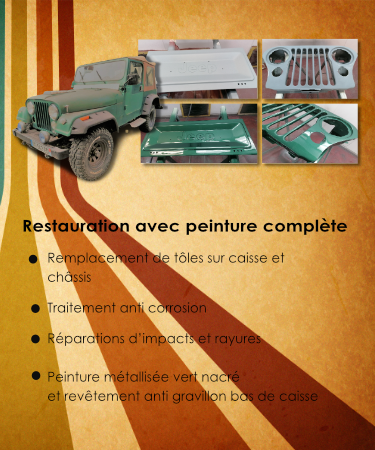 Restauration avec peinture complète
Remplacement de tôles sur caisse et
châssis
Traitement anti corrosion
Réparations d'impacts et rayures
Peinture métallisée vert nacré
et revêtement anti gravillon bas de caisse